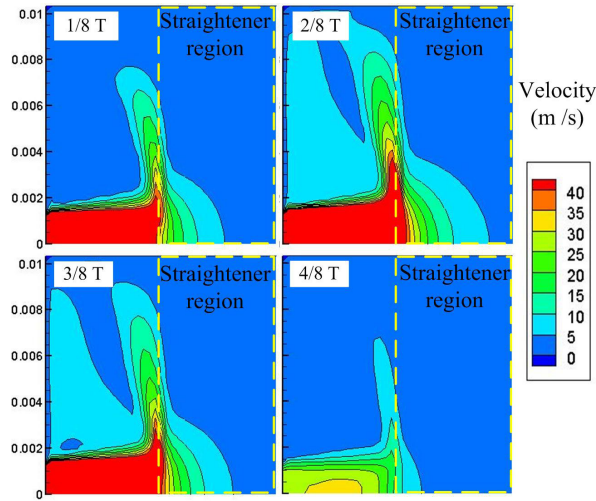 0.01
0.008
0.006
0.004
0.002
0
1/8 T
Straightener
region
0.01
0.008
0.006
0.004
0.002
0
2/8 T
Straightener
region
Velocity
(m /s)
40
35
30
25
20
15
10
5
0
0.01
0.008
0.006
0.004
0.002
0
3/8 T
Straightener
region
0.01
0.008
0.006
0.004
0.002
0
4/8 T
Straightener
region